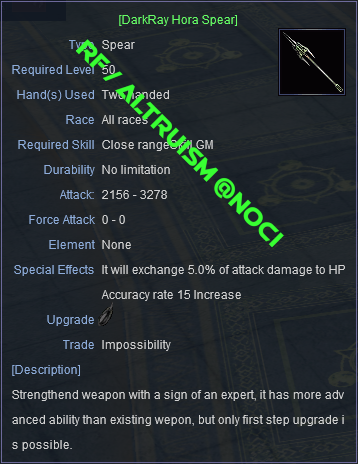 [DarkRay Hora Spear]
Type Spear
Required Level 50
Hand(s) Used Two handed
Race All races
Required Skill Close range GM
Durability No limitation
Attack: 2156 - 3278
Force Attack 0 - 0
Element None
Special Effects It will exchange 5.0% of attack damage to HP
Accuracy rate 15 Increase
Upgrade
Trade Impossibility
[Description]
Strengthend weapon with a sign of an expert, it has more adv
anced ability than existing wepon, but only first step upgrade i
s possible.
RF/ ALTRUISM @NOCI